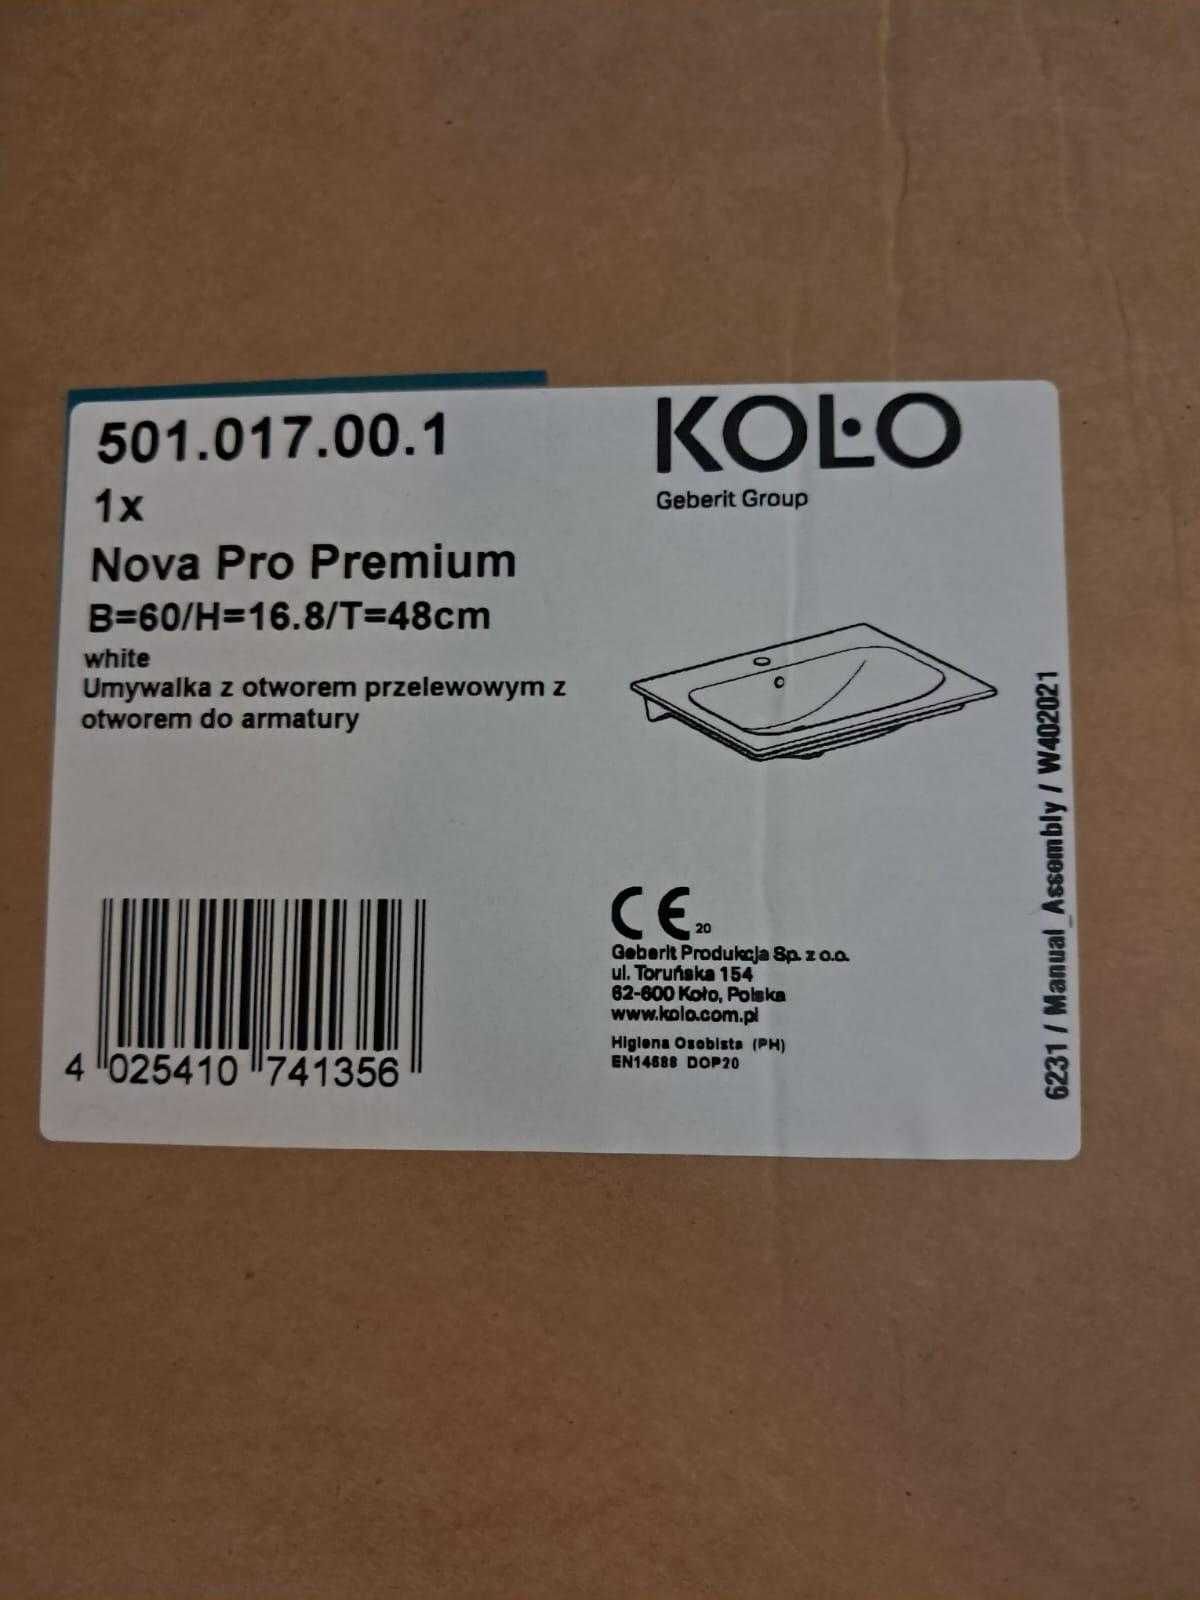 501.017.00.1
1x
Nova Pro Premium
B=60/H=16.8/T=48cm
white
Umywalka z otworem przelewowym z
otworem do armatury
KOŁO
Geberit Group
6231 / Manual_Assembly / W402021
4 025410 741356
CE 20
Geberit Produkcja Sp. z o.o.
ul. Toruńska 154
62-600 Koło, Polska
www.kolo.com.pl
Higiena Osobista (PH)
EN14688 DOP20